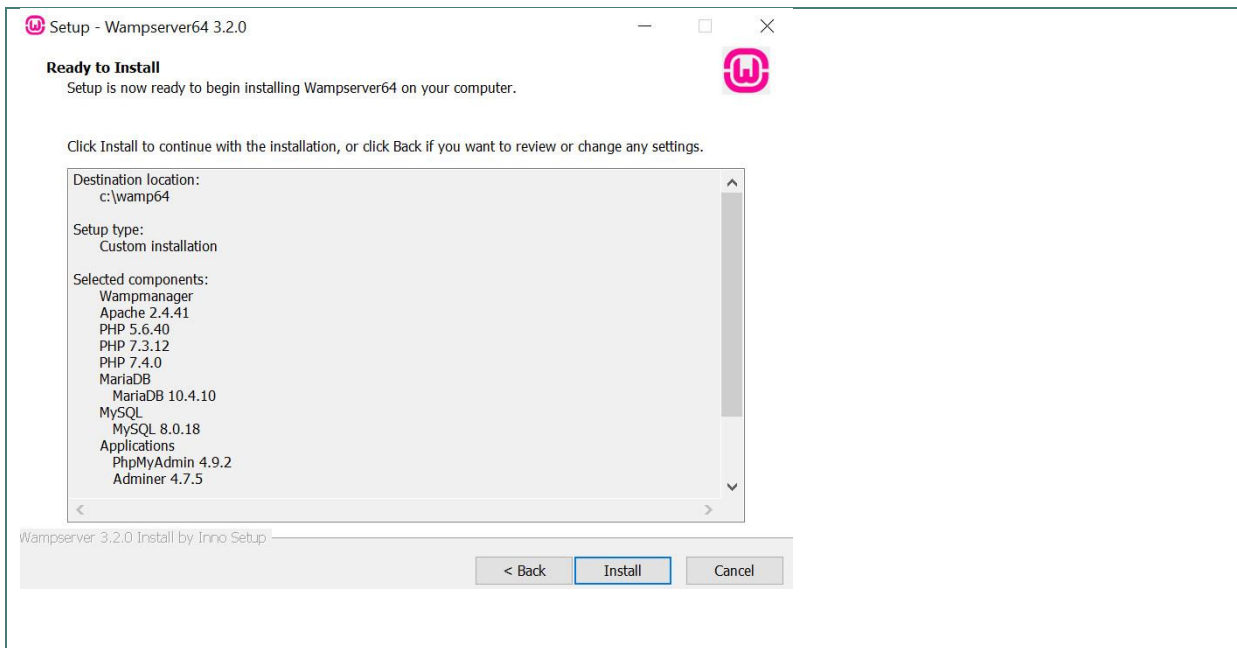 Setup - Wampserver64 3.2.0
Ready to Install
Setup is now ready to begin installing Wampserver64 on your computer.
Click Install to continue with the installation, or click Back if you want to review or change any settings.
Destination location:
c:\wamp64
Setup type:
Custom installation
Selected components:
Wampmanager
Apache 2.4.41
PHP 5.6.40
PHP 7.3.12
PHP 7.4.0
MariaDB
MariaDB 10.4.10
MySQL
MySQL 8.0.18
Applications
PhpMyAdmin 4.9.2
Adminer 4.7.5
Wampserver 3.2.0 Install by Inno Setup
< Back Install Cancel